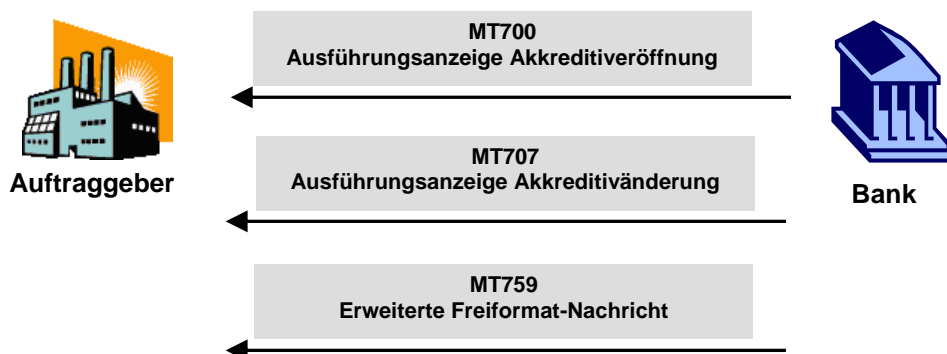 MT700
Ausführungsanzeige Akkreditiveröffnung
Auftraggeber
MT707
Ausführungsanzeige Akkreditivänderung
Bank
MT759
Erweiterte Freiformat-Nachricht